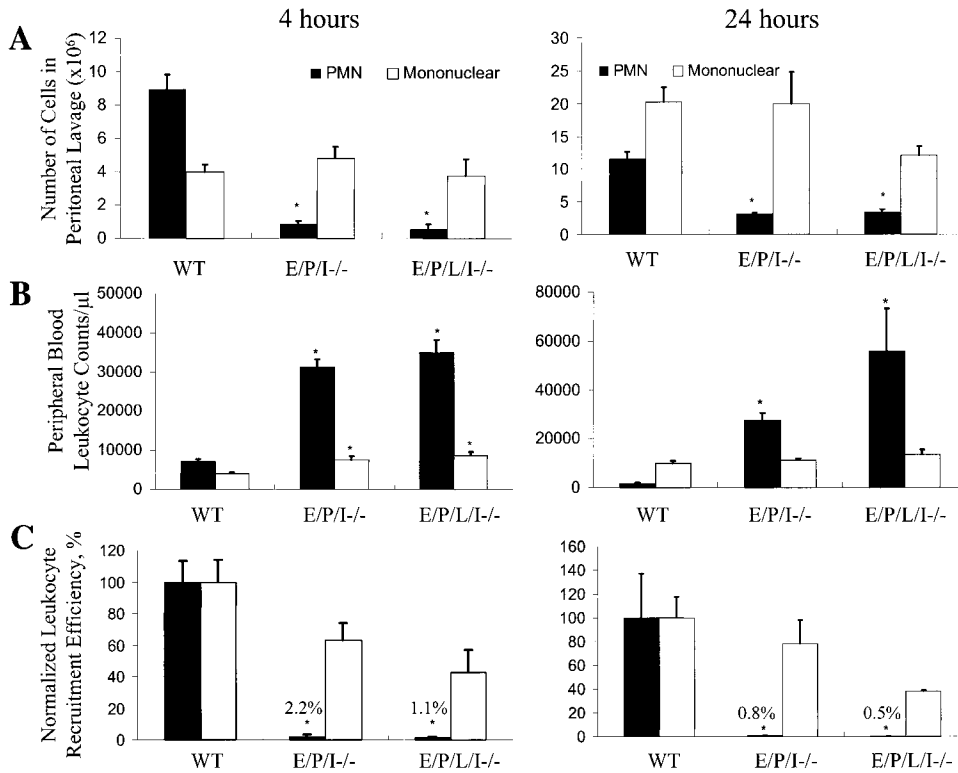 4 hours
24 hours
A
Number of Cells in
Peritoneal Lavage (x10⁶)
12
10
8
6
4
2
0
PMN
Mononuclear
WT
E/P/I-/-
E/P/L/I-/-
*
*
30
25
20
15
10
5
0
PMN
Mononuclear
WT
E/P/I-/-
E/P/L/I-/-
*
*
B
Peripheral Blood
Leukocyte Counts/µl
50000
40000
30000
20000
10000
0
*
*
*
*
WT
E/P/I-/-
E/P/L/I-/-
80000
60000
40000
20000
0
*
*
WT
E/P/I-/-
E/P/L/I-/-
C
Normalized Leukocyte
Recruitment Efficiency, %
120
100
80
60
40
20
0
2.2%
*
1.1%
*
WT
E/P/I-/-
E/P/L/I-/-
160
140
120
100
80
60
40
20
0
0.8%
*
0.5%
*
WT
E/P/I-/-
E/P/L/I-/-